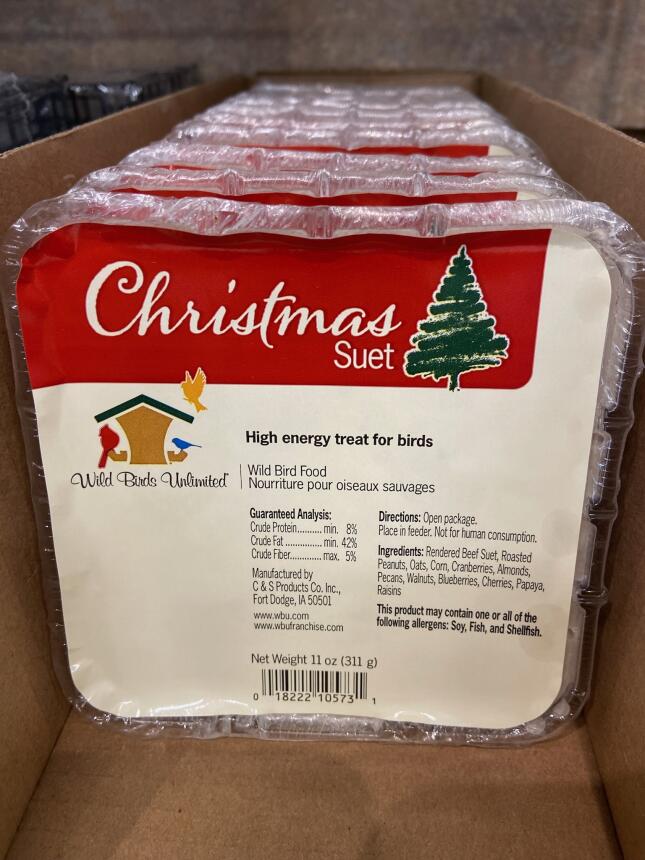 Christmas
Suet
Wild Birds Unlimited
High energy treat for birds
Wild Bird Food
Nourriture pour oiseaux sauvages
Guaranteed Analysis:
Crude Protein.......... min. 8%
Crude Fat ............... min. 42%
Crude Fiber.............. max. 5%
Manufactured by
C & S Products Co. Inc.,
Fort Dodge, IA 50501
www.wbu.com
www.wbufranchise.com
Directions: Open package.
Place in feeder. Not for human consumption.
Ingredients: Rendered Beef Suet, Roasted
Peanuts, Oats, Corn, Cranberries, Almonds,
Pecans, Walnuts, Blueberries, Cherries, Papaya,
Raisins
This product may contain one or all of the
following allergens: Soy, Fish, and Shellfish.
Net Weight 11 oz (311 g)
0 18222 10573 1